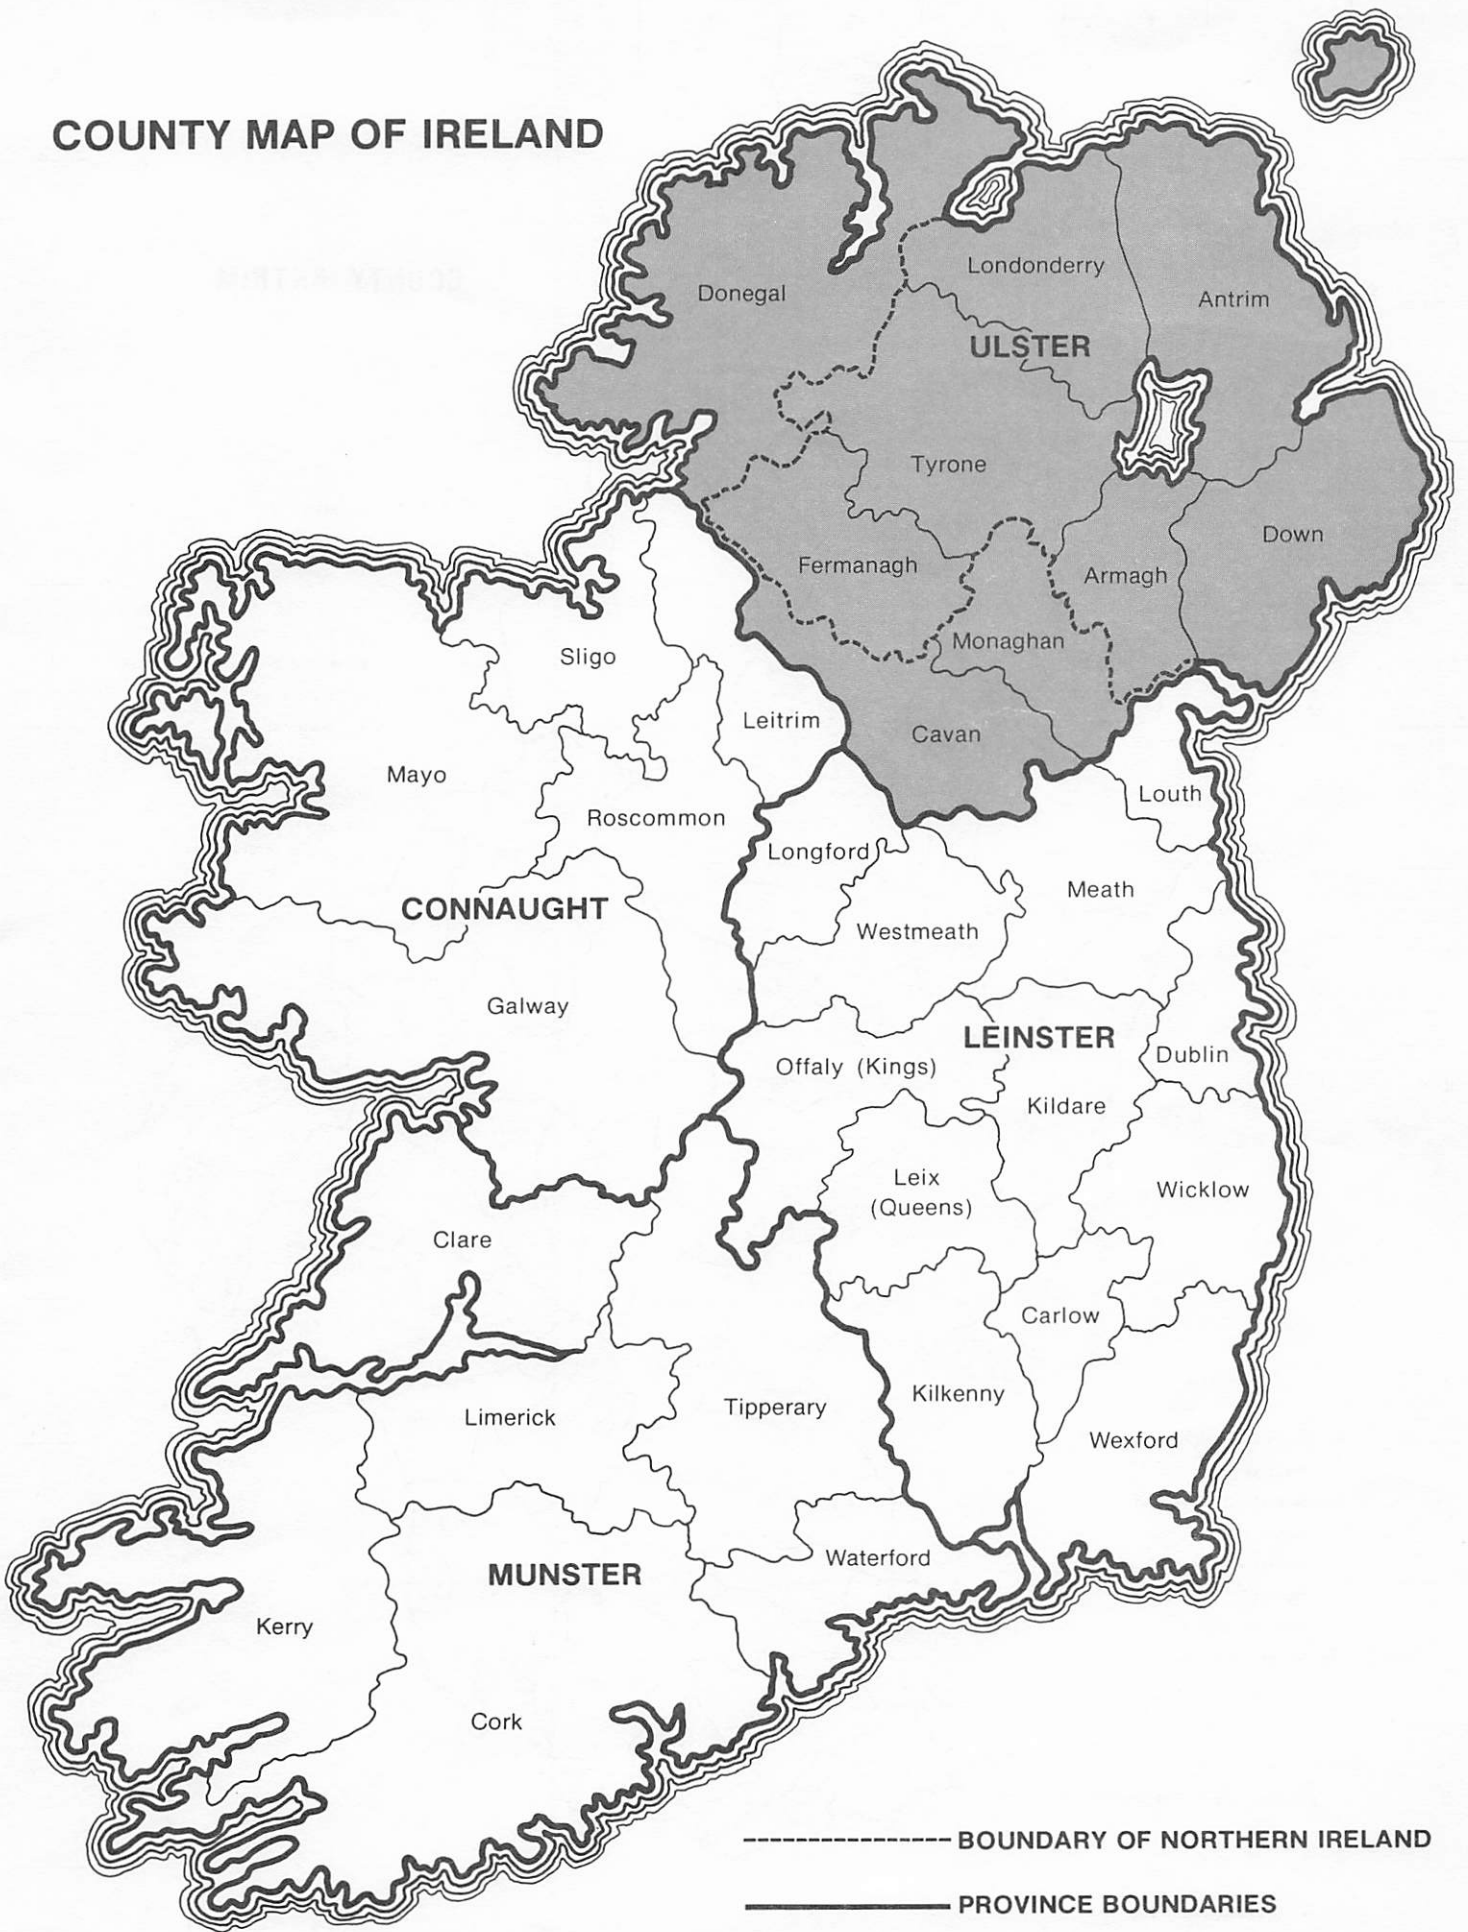 COUNTY MAP OF IRELAND
Londonderry
Donegal
Antrim
ULSTER
Tyrone
Down
Fermanagh
Armagh
Monaghan
Sligo
Leitrim
Cavan
Mayo
Louth
Roscommon
Longford
Meath
CONNAUGHT
Westmeath
Galway
LEINSTER
Dublin
Offaly (Kings)
Kildare
Leix
(Queens)
Wicklow
Clare
Carlow
Kilkenny
Tipperary
Limerick
Wexford
Waterford
MUNSTER
Kerry
Cork
BOUNDARY OF NORTHERN IRELAND
PROVINCE BOUNDARIES